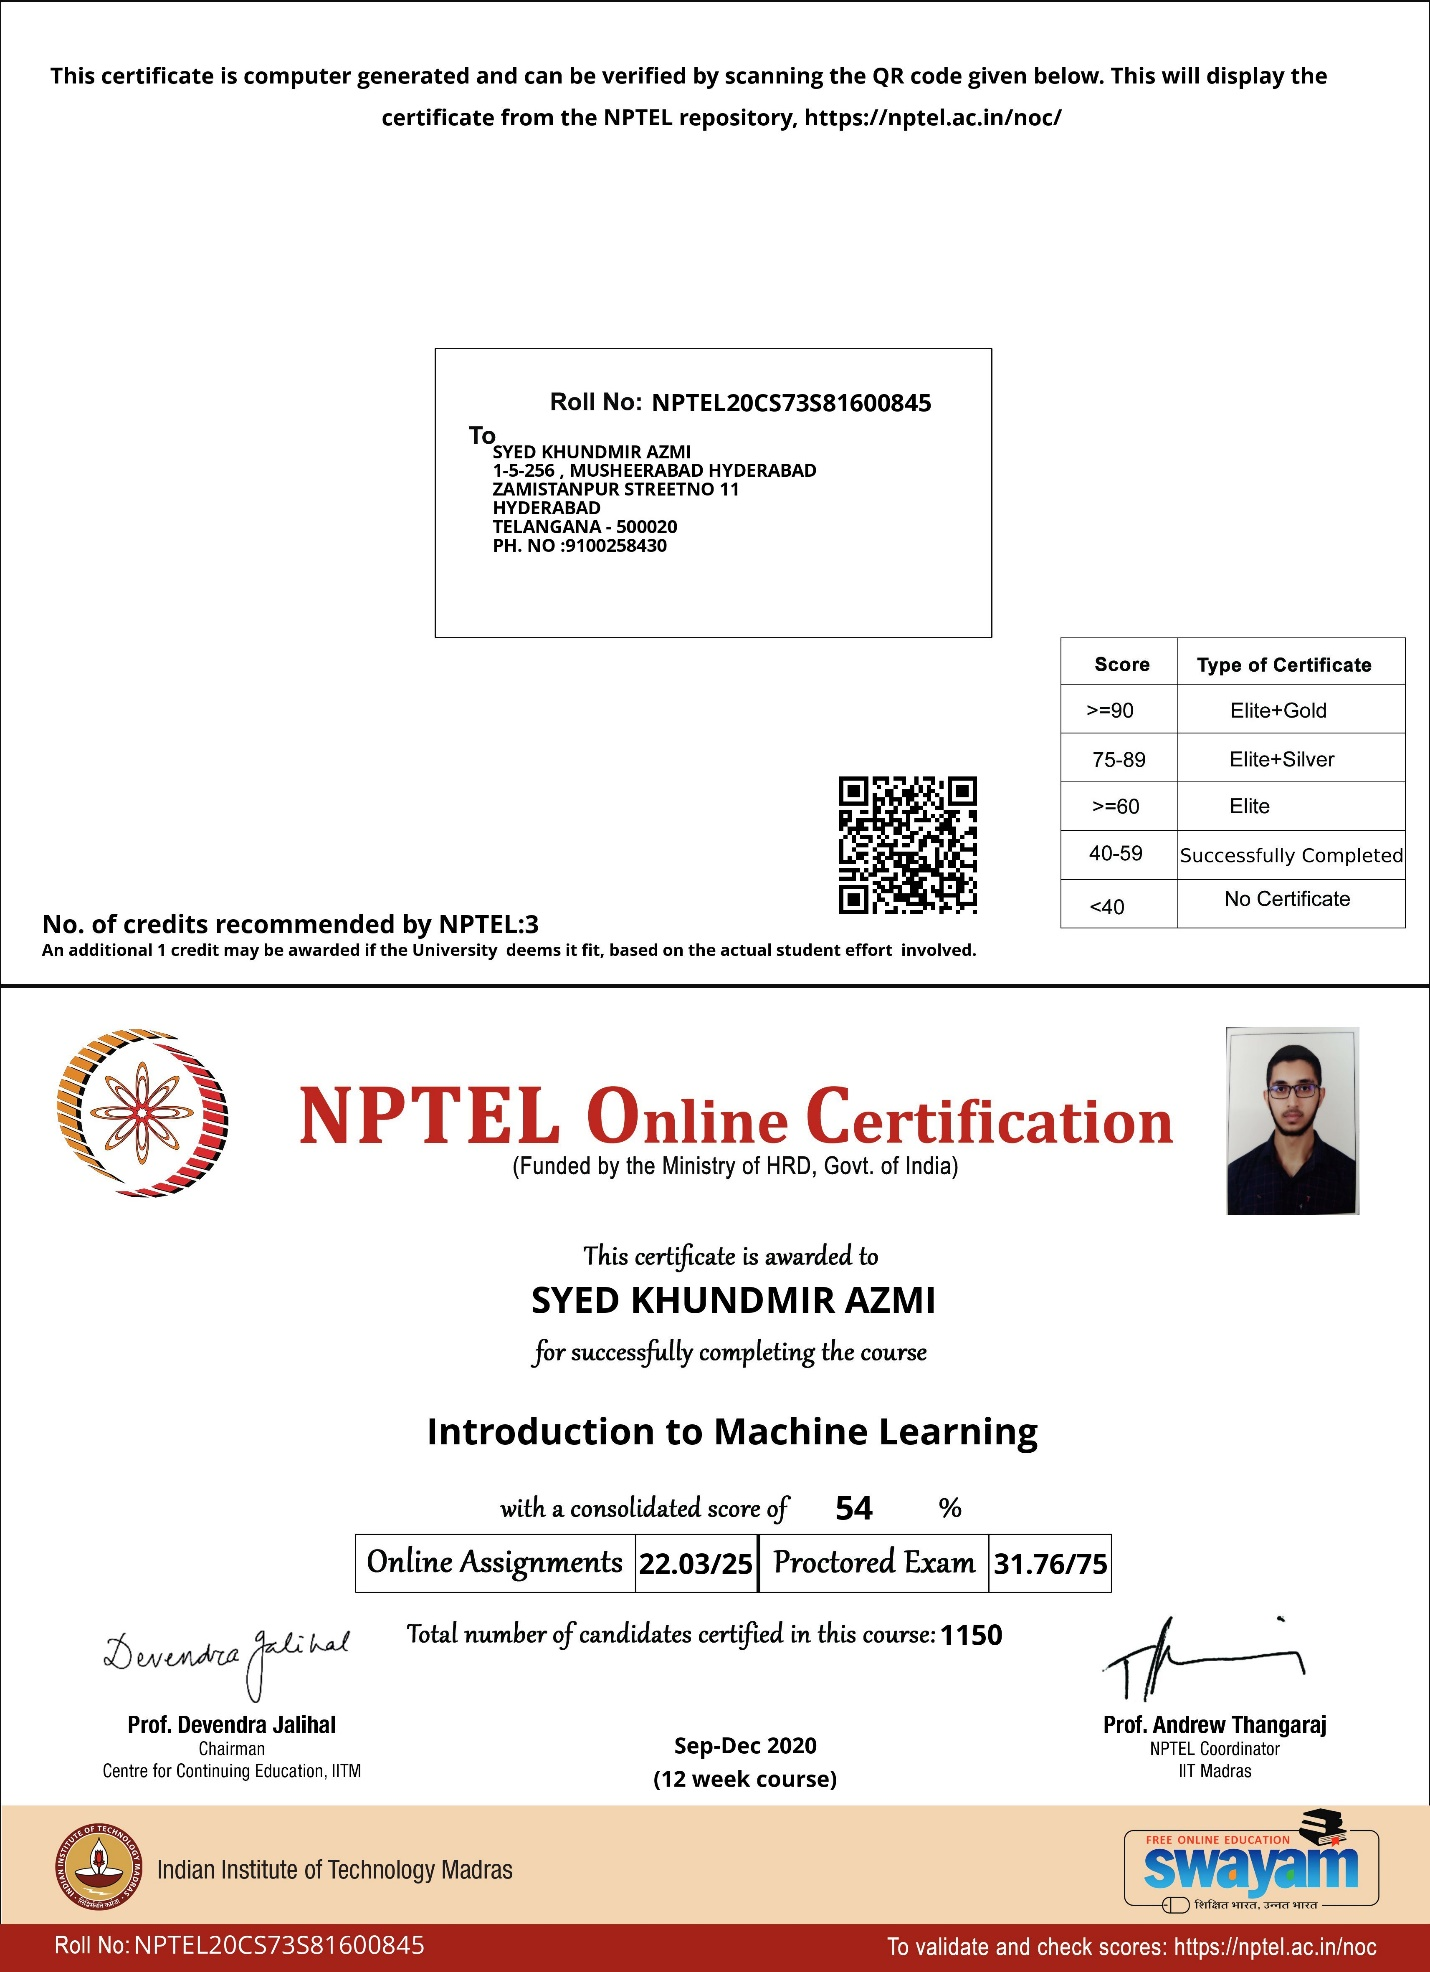 This certificate is computer generated and can be verified by scanning the QR code given below. This will display the
certificate from the NPTEL repository, https://nptel.ac.in/noc/
Roll No: NPTEL20CS73S81600845
To
SYED KHUNDMIR AZMI
1-5-256 , MUSHEERABAD HYDERABAD
ZAMISTANPUR STREETNO 11
HYDERABAD
TELANGANA - 500020
PH. NO :9100258430
Score Type of Certificate
>=90 Elite+Gold
75-89 Elite+Silver
>=60 Elite
40-59 Successfully Completed
<40 No Certificate
No. of credits recommended by NPTEL:3
An additional 1 credit may be awarded if the University deems it fit, based on the actual student effort involved.
NPTEL Online Certification
(Funded by the Ministry of HRD, Govt. of India)
This certificate is awarded to
SYED KHUNDMIR AZMI
for successfully completing the course
Introduction to Machine Learning
with a consolidated score of 54 %
Online Assignments 22.03/25 Proctored Exam 31.76/75
Total number of candidates certified in this course: 1150
Devendra Jalihal
Prof. Devendra Jalihal
Chairman
Centre for Continuing Education, IITM
Prof. Andrew Thangaraj
NPTEL Coordinator
IIT Madras
Sep-Dec 2020
(12 week course)
INDIAN INSTITUTE OF TECHNOLOGY MADRAS
Indian Institute of Technology Madras
FREE ONLINE EDUCATION
swayam
शिक्षित भारत, उन्नत भारत
Roll No: NPTEL20CS73S81600845
To validate and check scores: https://nptel.ac.in/noc